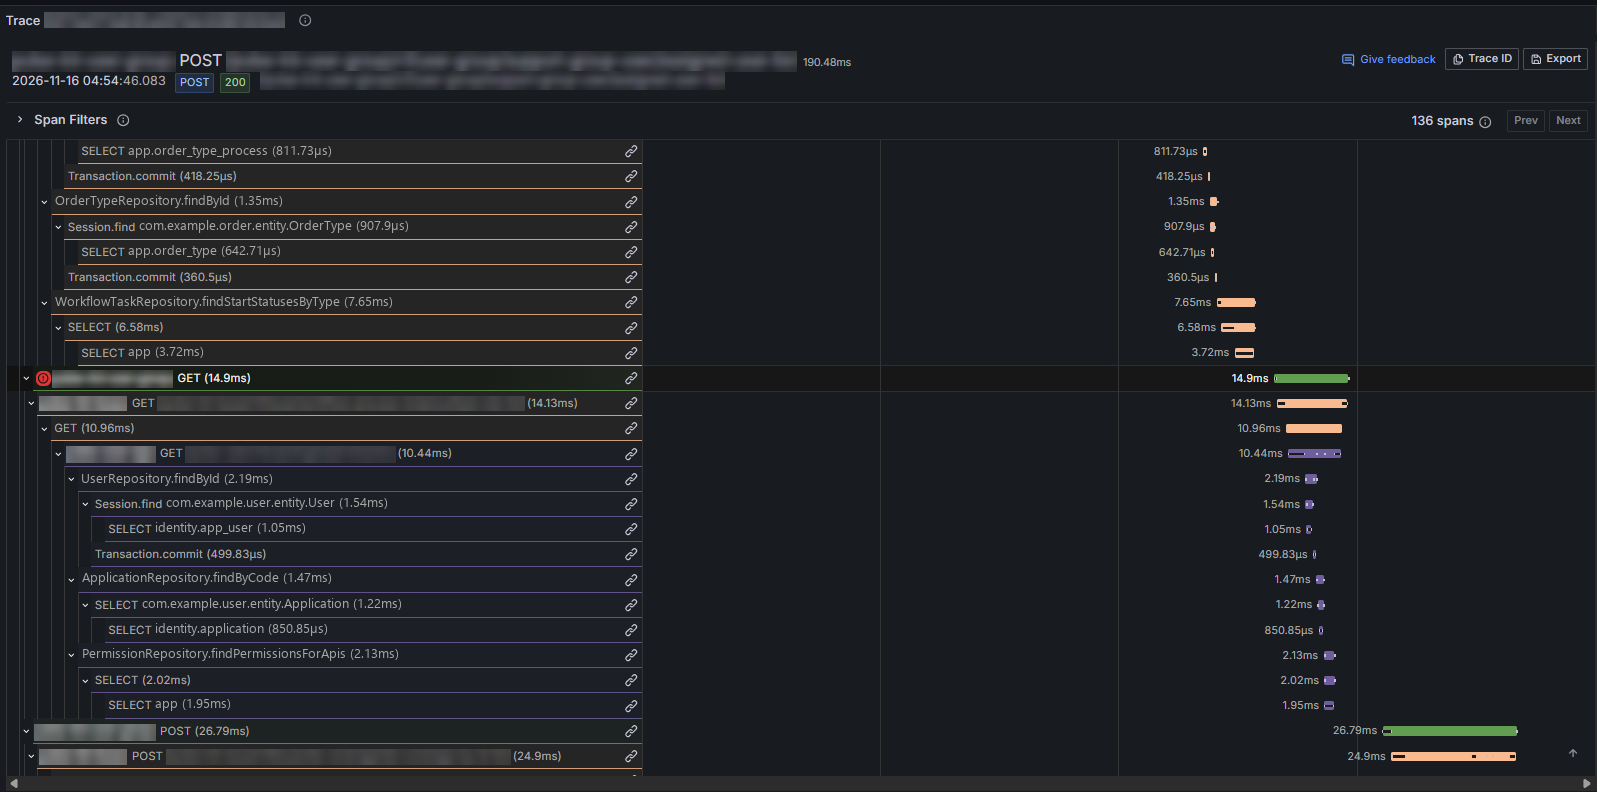 Trace
POST 190.48ms
Give feedback Trace ID Export
2026-11-16 04:54:46.083 POST 200
Span Filters 136 spans Prev Next
SELECT app.order_type_process (811.73µs) 811.73µs
Transaction.commit (418.25µs) 418.25µs
OrderTypeRepository.findById (1.35ms) 1.35ms
Session.find com.example.order.entity.OrderType (907.9µs) 907.9µs
SELECT app.order_type (642.71µs) 642.71µs
Transaction.commit (360.5µs) 360.5µs
WorkflowTaskRepository.findStartStatusesByType (7.65ms) 7.65ms
SELECT (6.58ms) 6.58ms
SELECT app (3.72ms) 3.72ms
GET (14.9ms) 14.9ms
GET (14.13ms) 14.13ms
GET (10.96ms) 10.96ms
GET (10.44ms) 10.44ms
UserRepository.findById (2.19ms) 2.19ms
Session.find com.example.user.entity.User (1.54ms) 1.54ms
SELECT identity.app_user (1.05ms) 1.05ms
Transaction.commit (499.83µs) 499.83µs
ApplicationRepository.findByCode (1.47ms) 1.47ms
SELECT com.example.user.entity.Application (1.22ms) 1.22ms
SELECT identity.application (850.85µs) 850.85µs
PermissionRepository.findPermissionsForApis (2.13ms) 2.13ms
SELECT (2.02ms) 2.02ms
SELECT app (1.95ms) 1.95ms
POST (26.79ms) 26.79ms
POST (24.9ms) 24.9ms